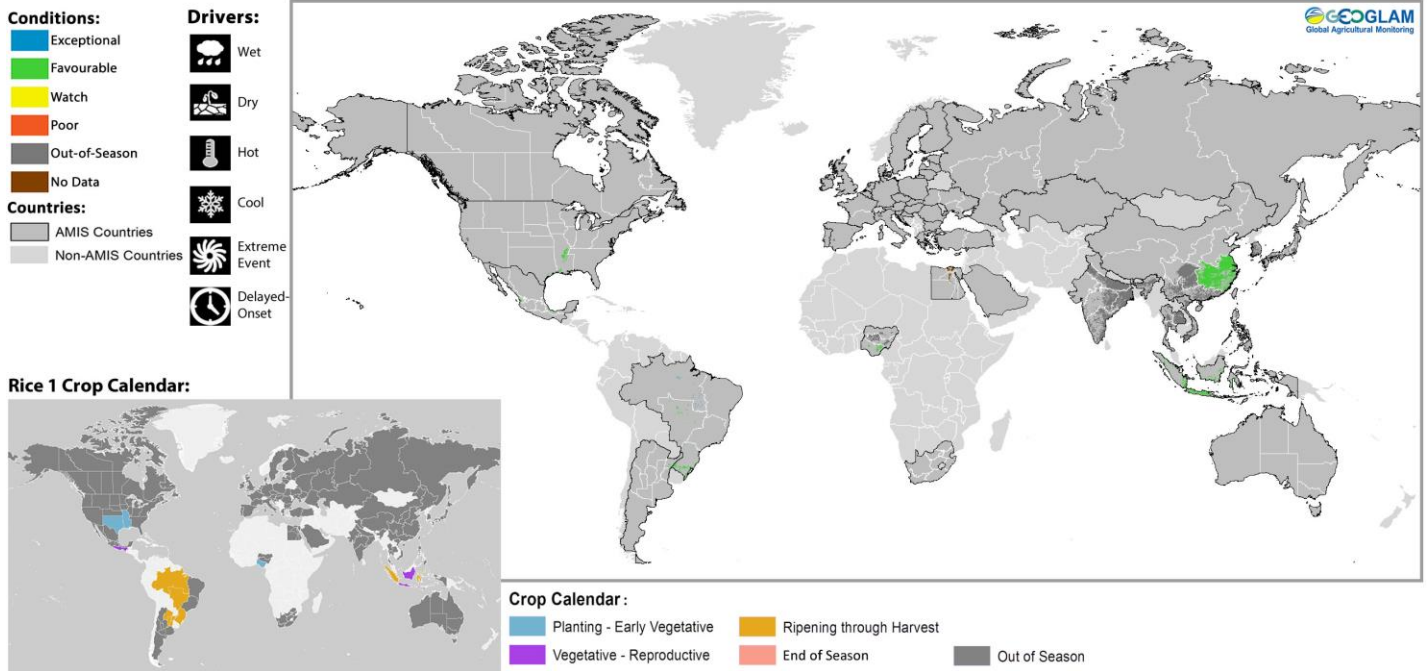 Conditions:
Exceptional
Favourable
Watch
Poor
Out-of-Season
No Data
Countries:
AMIS Countries
Non-AMIS Countries
Drivers:
Wet
Dry
Hot
Cool
Extreme
Event
Delayed-
Onset
GEOGLAM
Global Agricultural Monitoring
Rice 1 Crop Calendar:
Crop Calendar :
Planting - Early Vegetative
Ripening through Harvest
Vegetative - Reproductive
End of Season
Out of Season